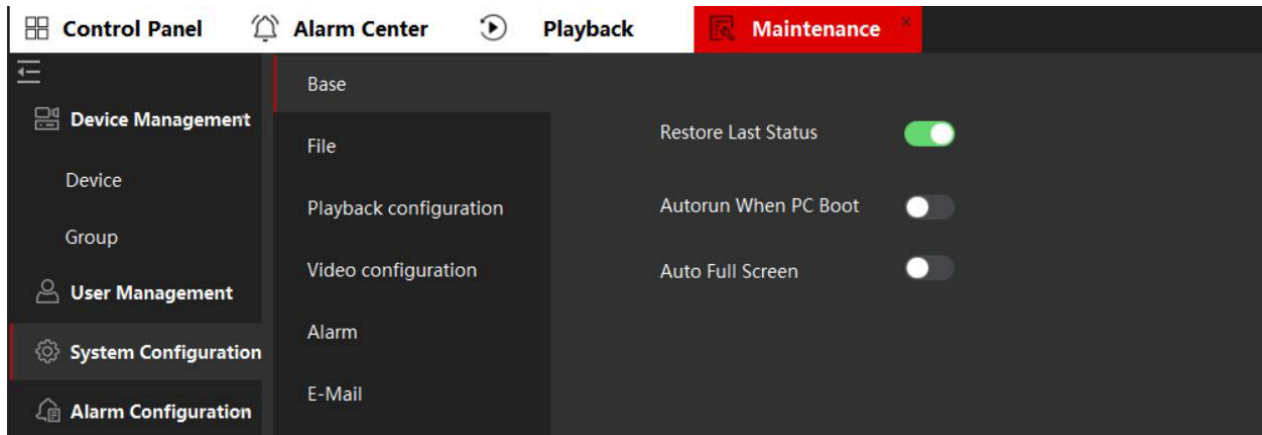 Control Panel
Alarm Center
Playback
Maintenance
Device Management
Device
Group
User Management
System Configuration
Alarm Configuration
Base
File
Playback configuration
Video configuration
Alarm
E-Mail
Restore Last Status
Autorun When PC Boot
Auto Full Screen